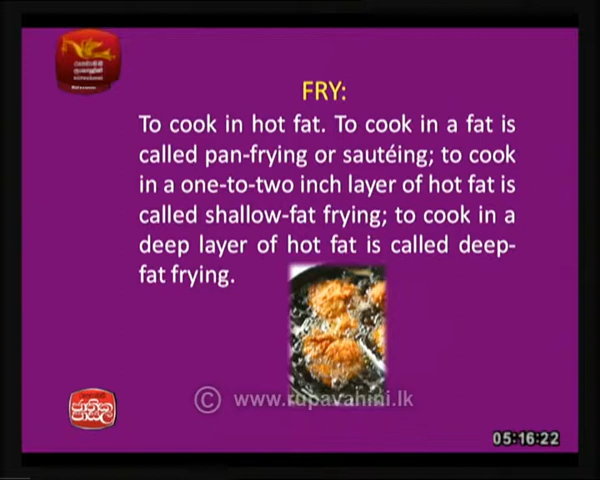 FRY:
To cook in hot fat. To cook in a fat is
called pan-frying or sautéing; to cook
in a one-to-two inch layer of hot fat is
called shallow-fat frying; to cook in a
deep layer of hot fat is called deep-
fat frying.
© www.rupavahini.lk
05:16:22